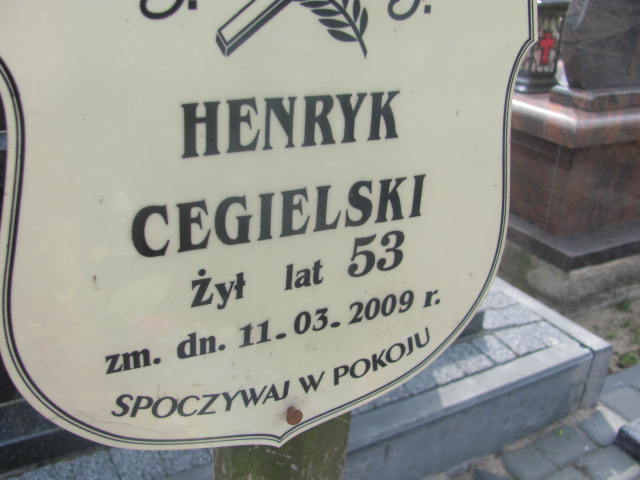 HENRYK
CEGIELSKI
Żył lat 53
zm. dn. 11.03.2009 r.
SPOCZYWAJ W POKOJU